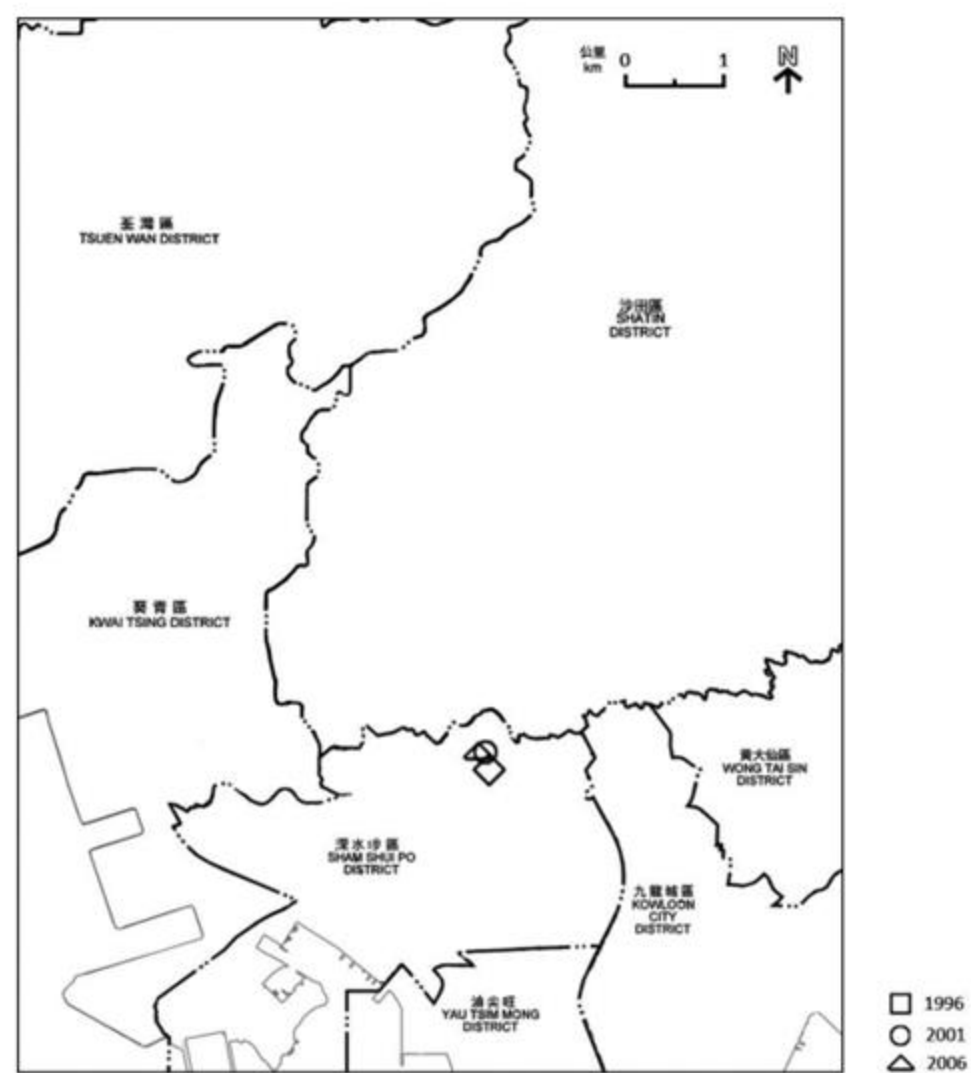 公里 0 1 N
km
荃灣區
TSUEN WAN DISTRICT
沙田區
SHATIN
DISTRICT
葵青區
KWAI TSING DISTRICT
黃大仙區
WONG TAI SIN
DISTRICT
深水埗區
SHAM SHUI PO
DISTRICT
九龍城區
KOWLOON
CITY
DISTRICT
油尖旺
YAU TSIM MONG
DISTRICT
1996
2001
2006